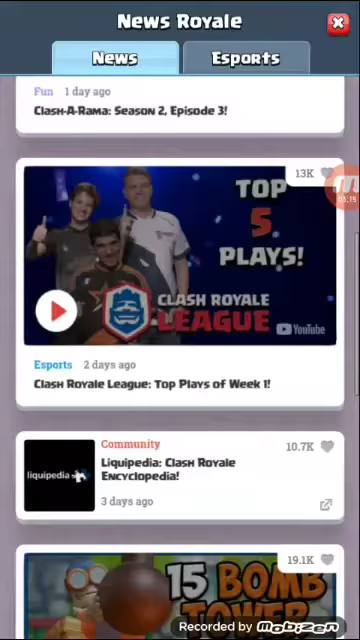 News Royale
News
Esports
Fun 1 day ago
Clash-A-Rama: Season 2, Episode 3!
13K
03:15
TOP
5
PLAYS!
CLASH ROYALE
LEAGUE
YouTube
Esports 2 days ago
Clash Royale League: Top Plays of Week 1!
Community
10.7K
liquipedia
Liquipedia: Clash Royale
Encyclopedia!
3 days ago
19.1K
15 BOMB
TOWER
Recorded by Mobizen